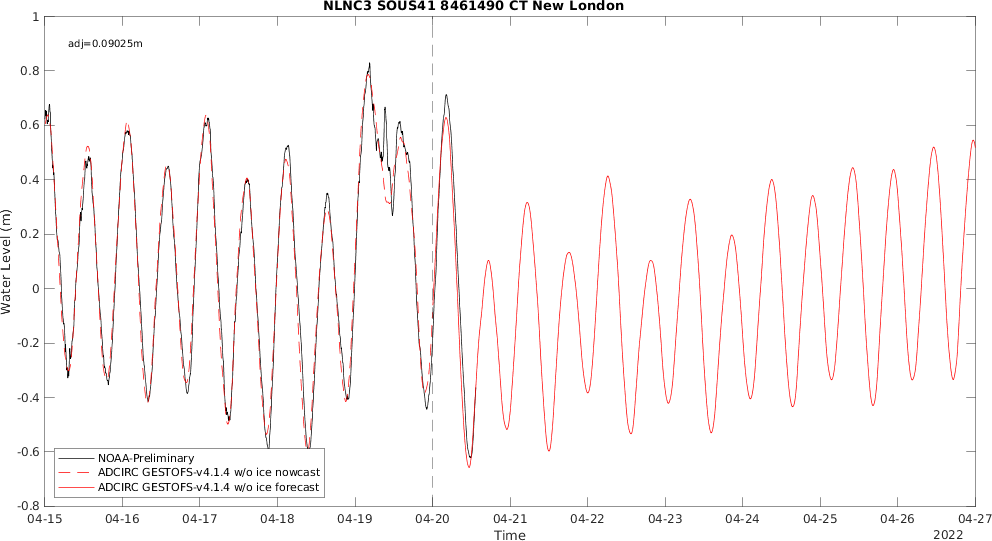 NLNC3 SOUS41 8461490 CT New London
adj=0.09025m
Water Level (m)
1
0.8
0.6
0.4
0.2
0
-0.2
-0.4
-0.6
-0.8
NOAA-Preliminary
ADCIRC GESTOFS-v4.1.4 w/o ice nowcast
ADCIRC GESTOFS-v4.1.4 w/o ice forecast
04-15 04-16 04-17 04-18 04-19 04-20 04-21 04-22 04-23 04-24 04-25 04-26 04-27
Time
2022